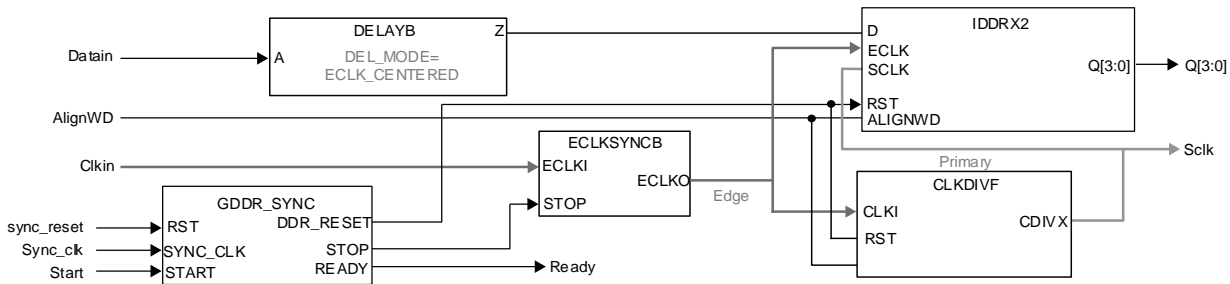 DELAYB
A
Z
DEL_MODE=
ECLK_CENTERED
IDDRX2
D
ECLK
SCLK
RST
ALIGNWD
Q[3:0]
Q[3:0]
Datain
AlignWD
Clkin
ECLKSYNCB
ECLKI
ECLKO
STOP
Edge
Primary
Sclk
CLKDIVF
CLKI
CDIVX
RST
GDDR_SYNC
sync_reset
RST
DDR_RESET
Sync_clk
SYNC_CLK
STOP
Start
START
READY
Ready